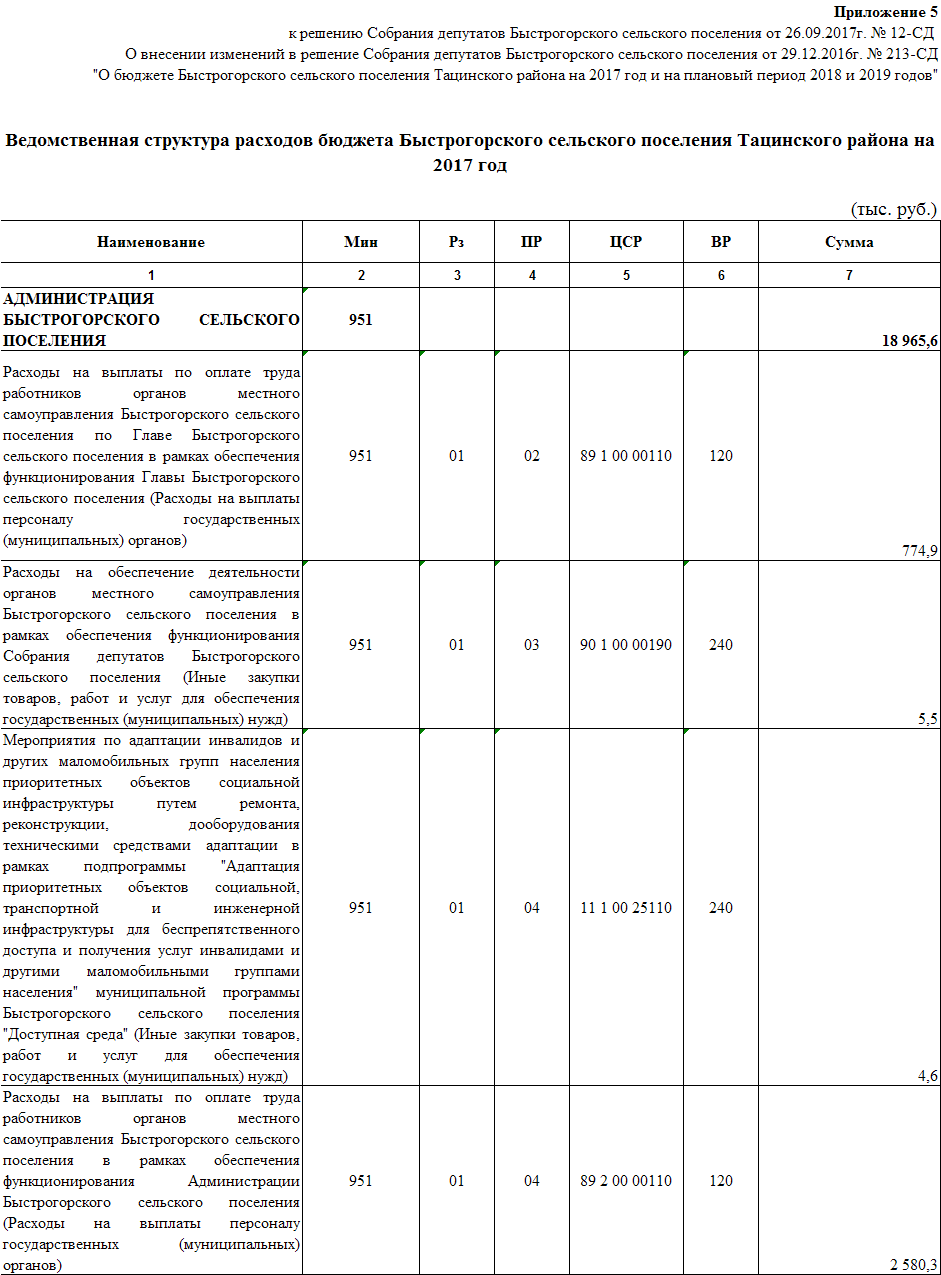 Приложение 5
к решению Собрания депутатов Быстрогорского сельского поселения от 26.09.2017г. № 12-СД
О внесении изменений в решение Собрания депутатов Быстрогорского сельского поселения от 29.12.2016г. № 213-СД
"О бюджете Быстрогорского сельского поселения Тацинского района на 2017 год и на плановый период 2018 и 2019 годов"
Ведомственная структура расходов бюджета Быстрогорского сельского поселения Тацинского района на
2017 год
(тыс. руб.)
Наименование Мин Рз ПР ЦСР ВР Сумма
1 2 3 4 5 6 7
АДМИНИСТРАЦИЯ
БЫСТРОГОРСКОГО СЕЛЬСКОГО
ПОСЕЛЕНИЯ
951
18 965,6
Расходы на выплаты по оплате труда
работников органов местного
самоуправления Быстрогорского сельского
поселения по Главе Быстрогорского
сельского поселения в рамках обеспечения
функционирования Главы Быстрогорского
сельского поселения (Расходы на выплаты
персоналу государственных
(муниципальных) органов)
951 01 02 89 1 00 00110 120
774,9
Расходы на обеспечение деятельности
органов местного самоуправления
Быстрогорского сельского поселения в
рамках обеспечения функционирования
Собрания депутатов Быстрогорского
сельского поселения (Иные закупки
товаров, работ и услуг для обеспечения
государственных (муниципальных) нужд)
951 01 03 90 1 00 00190 240
5,5
Мероприятия по адаптации инвалидов и
других маломобильных групп населения
приоритетных объектов социальной
инфраструктуры путем ремонта,
реконструкции, дооборудования
техническими средствами адаптации в
рамках подпрограммы "Адаптация
приоритетных объектов социальной,
транспортной и инженерной
инфраструктуры для беспрепятственного
доступа и получения услуг инвалидами и
другими маломобильными группами
населения" муниципальной программы
Быстрогорского сельского поселения
"Доступная среда" (Иные закупки товаров,
работ и услуг для обеспечения
государственных (муниципальных) нужд)
951 01 04 11 1 00 25110 240
4,6
Расходы на выплаты по оплате труда
работников органов местного
самоуправления Быстрогорского сельского
поселения в рамках обеспечения
функционирования Администрации
Быстрогорского сельского поселения
(Расходы на выплаты персоналу
государственных (муниципальных)
органов)
951 01 04 89 2 00 00110 120
2 580,3